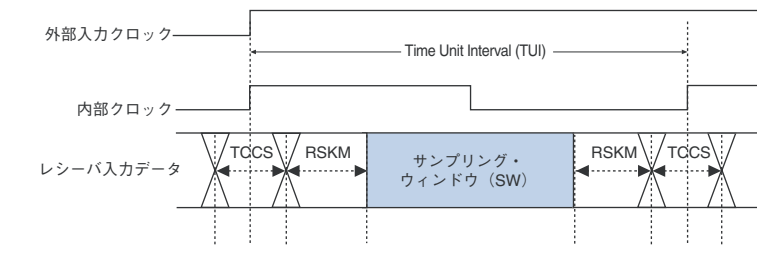 外部入力クロック
Time Unit Interval (TUI)
内部クロック
レシーバ入力データ
TCCS
RSKM
サンプリング・
ウィンドウ（SW）
RSKM
TCCS